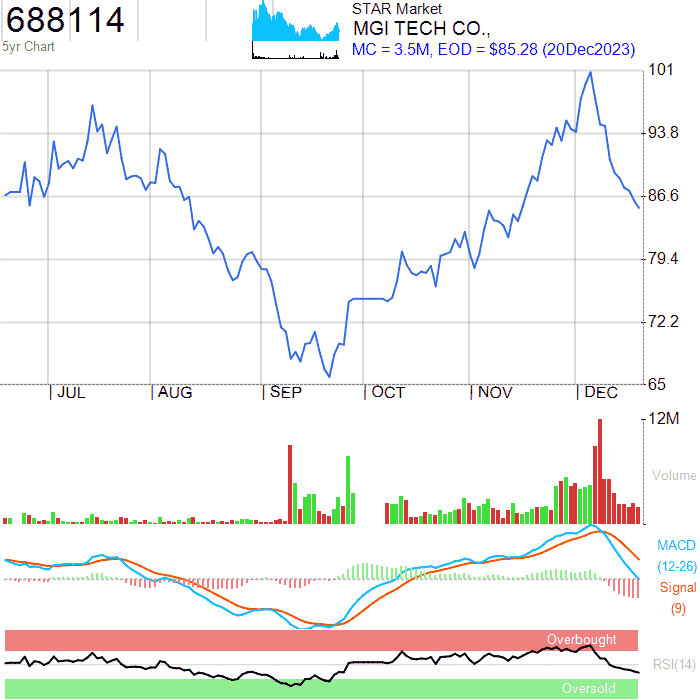 688114
5yr Chart
STAR Market
MGI TECH CO.,
MC = 3.5M, EOD = $85.28 (20Dec2023)
101
93.8
86.6
79.4
72.2
65
JUL AUG SEP OCT NOV DEC
12M
Volume
MACD
(12-26)
Signal
(9)
Overbought
RSI(14)
Oversold